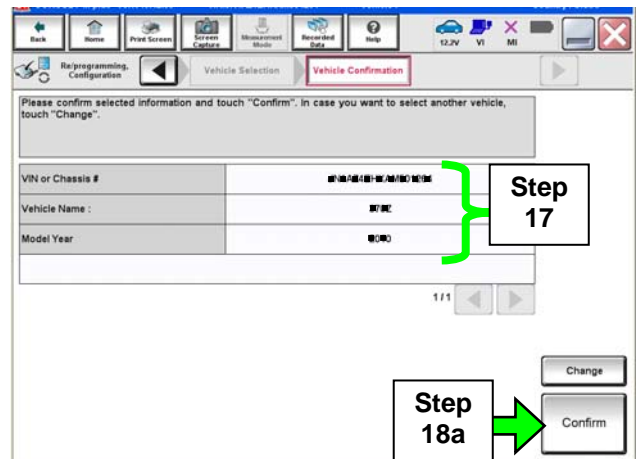 Back
Home
Print Screen
Screen
Capture
Measurement
Mode
Recorded
Data
Help
12.2V
VI
MI
Re/programming,
Configuration
Vehicle Selection
Vehicle Confirmation
Please confirm selected information and touch "Confirm". In case you want to select another vehicle,
touch "Change".
VIN or Chassis #
Vehicle Name :
Model Year
Step
17
1/1
Change
Step
18a
Confirm